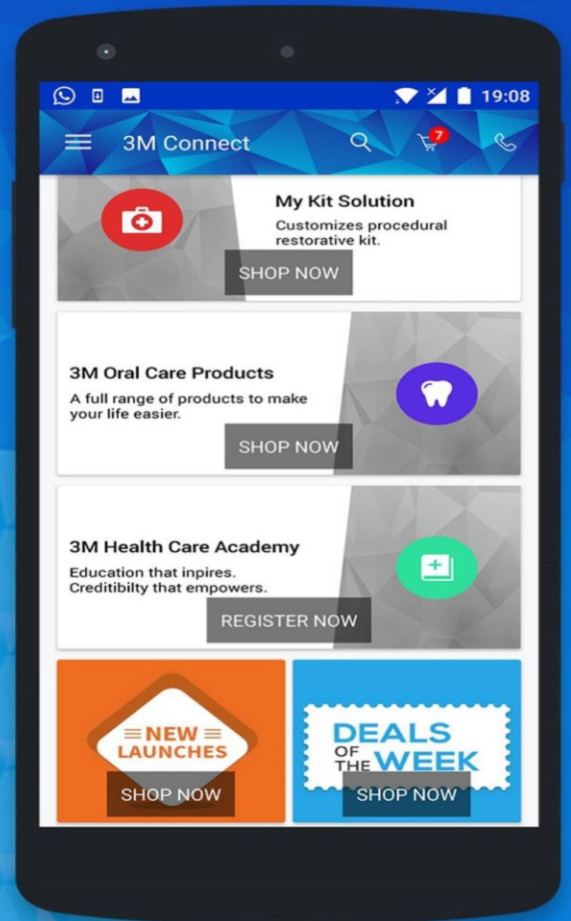 19:08
3M Connect
7
My Kit Solution
Customizes procedural
restorative kit.
SHOP NOW
3M Oral Care Products
A full range of products to make
your life easier.
SHOP NOW
3M Health Care Academy
Education that inpires.
Creditibilty that empowers.
REGISTER NOW
NEW
LAUNCHES
SHOP NOW
DEALS
OF
THE WEEK
SHOP NOW